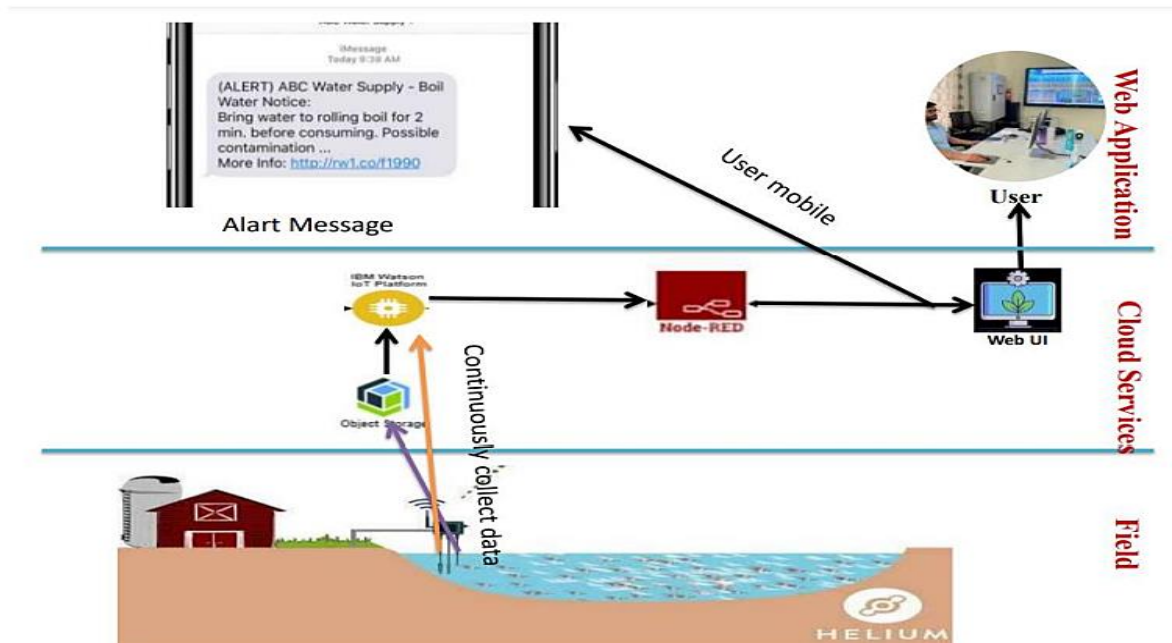 iMessage
Today 9:38 AM
(ALERT) ABC Water Supply - Boil
Water Notice:
Bring water to rolling boil for 2
min. before consuming. Possible
contamination ...
More Info: http://rw1.co/f1990
Alart Message
User mobile
User
Web Application
IBM Watson
IoT Platform
Node-RED
Web UI
Object Storage
Cloud Services
Continuously collect data
Field
HELIUM